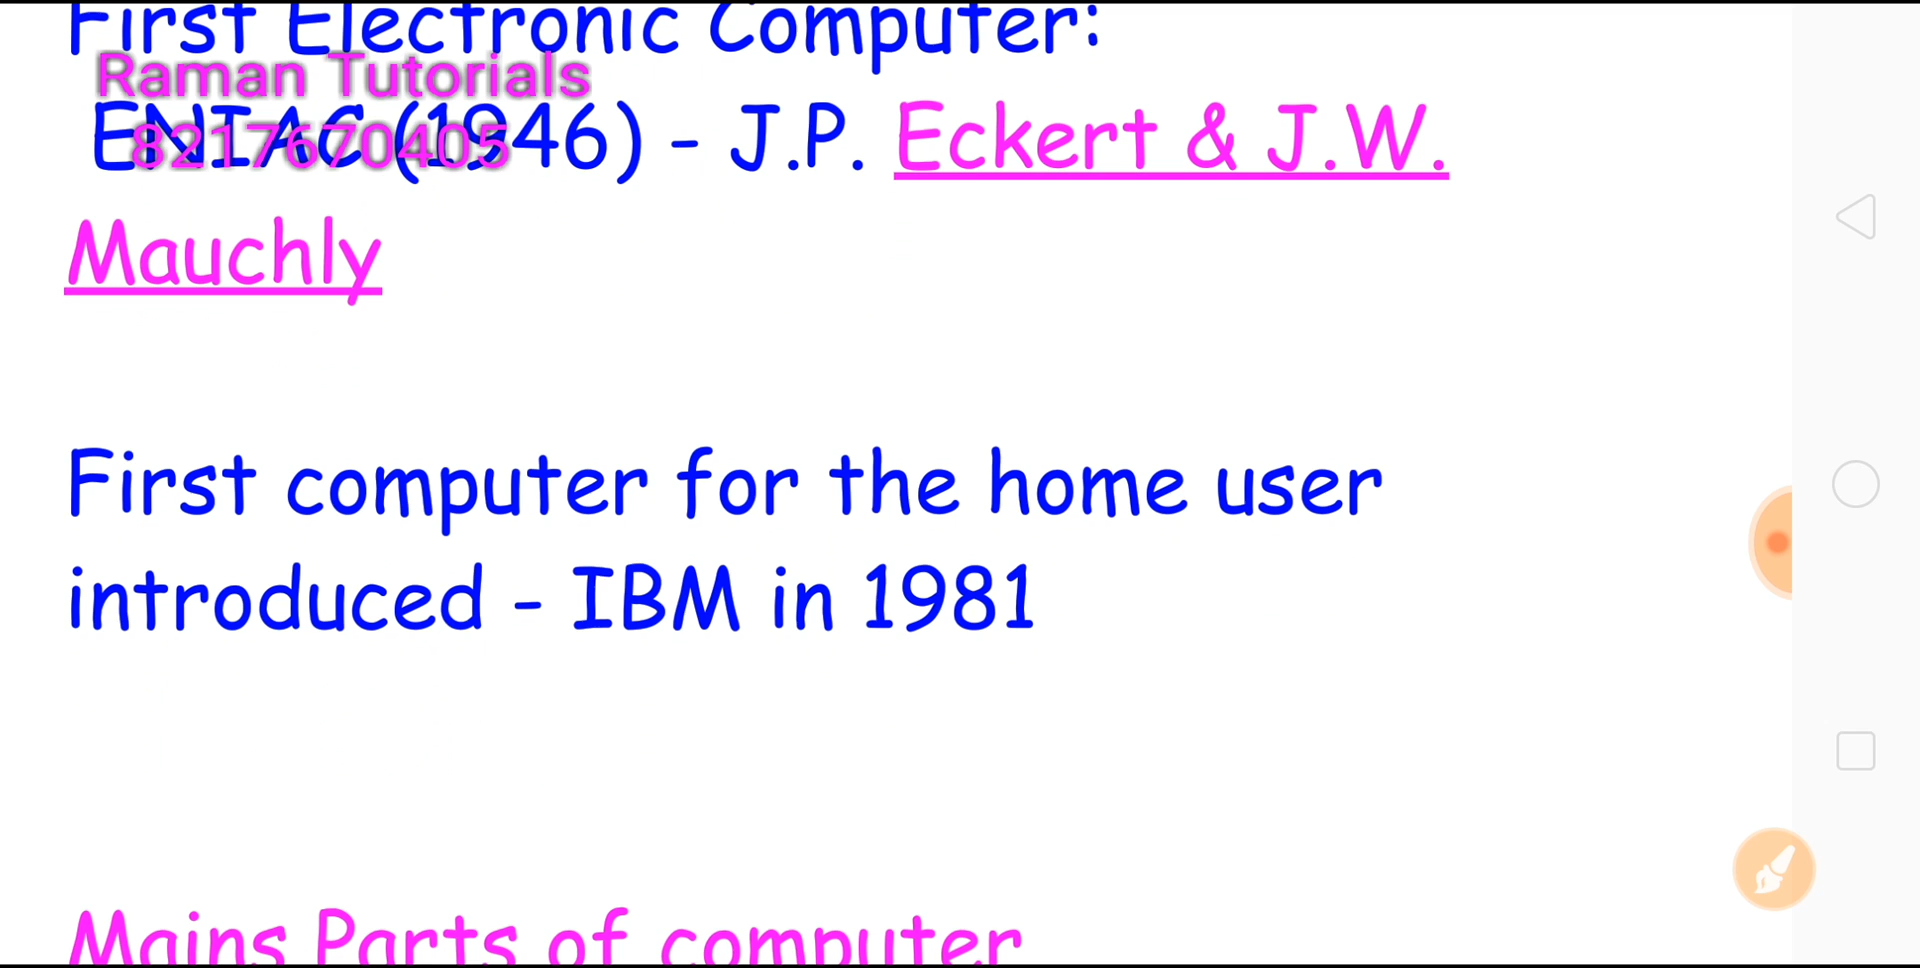 First Electronic Computer:
Raman Tutorials
ENIAC (1946) - J.P. Eckert & J.W.
8217670405
Mauchly
First computer for the home user
introduced - IBM in 1981
Mains Parts of computer